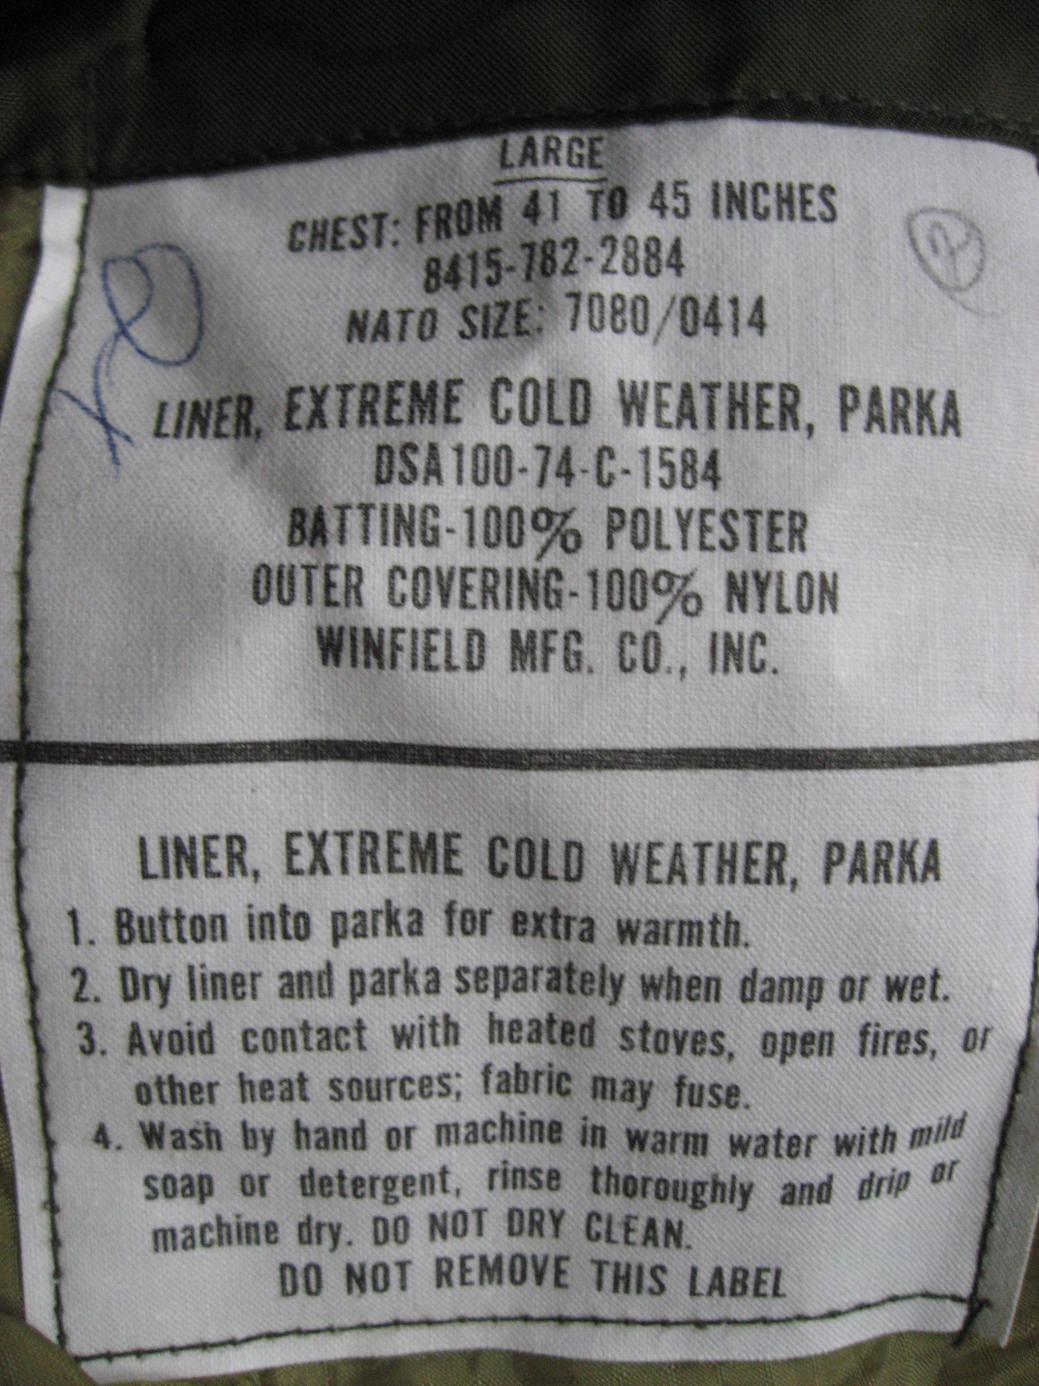 LARGE
CHEST: FROM 41 TO 45 INCHES
8415-782-2884
NATO SIZE: 7080/0414
LINER, EXTREME COLD WEATHER, PARKA
DSA100-74-C-1584
BATTING-100% POLYESTER
OUTER COVERING-100% NYLON
WINFIELD MFG. CO., INC.
LINER, EXTREME COLD WEATHER, PARKA
1. Button into parka for extra warmth.
2. Dry liner and parka separately when damp or wet.
3. Avoid contact with heated stoves, open fires, or
other heat sources; fabric may fuse.
4. Wash by hand or machine in warm water with mild
soap or detergent, rinse thoroughly and drip or
machine dry. DO NOT DRY CLEAN.
DO NOT REMOVE THIS LABEL